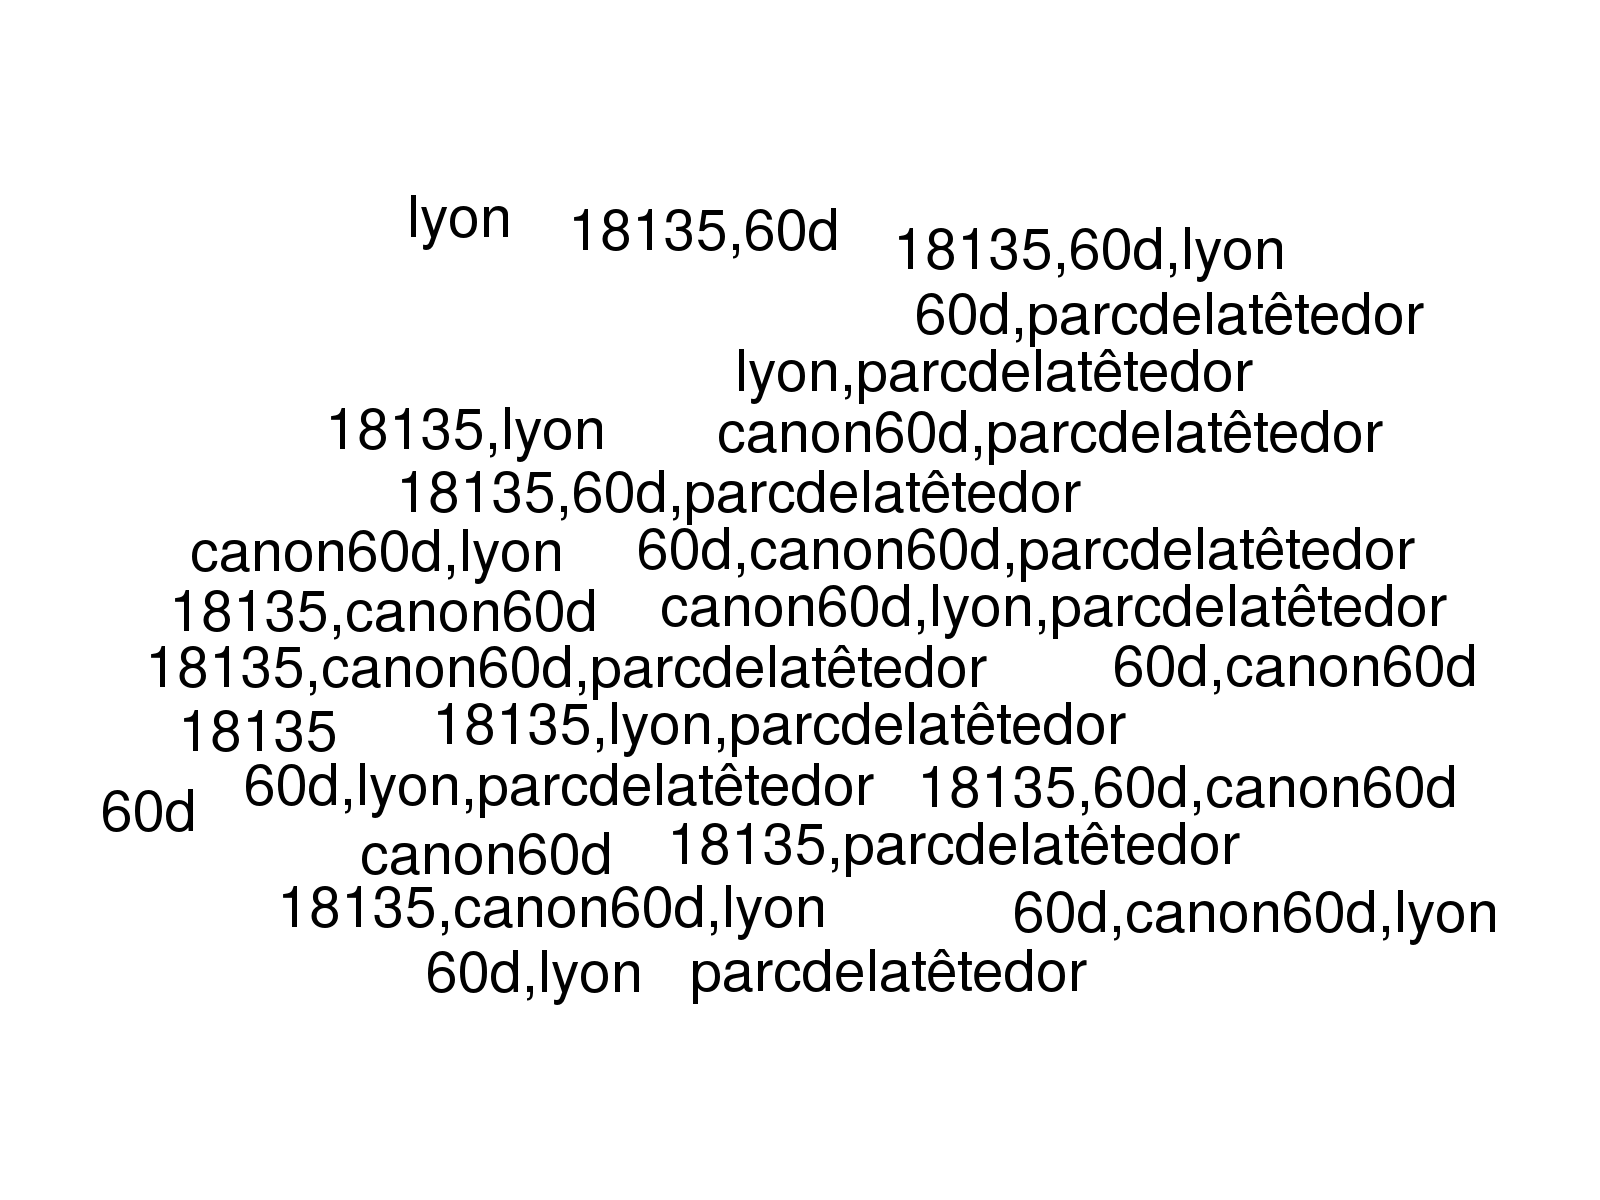 lyon 18135,60d 18135,60d,lyon
60d,parcdelatêtedor
lyon,parcdelatêtedor
18135,lyon canon60d,parcdelatêtedor
18135,60d,parcdelatêtedor
canon60d,lyon 60d,canon60d,parcdelatêtedor
18135,canon60d canon60d,lyon,parcdelatêtedor
18135,canon60d,parcdelatêtedor 60d,canon60d
18135 18135,lyon,parcdelatêtedor
60d 60d,lyon,parcdelatêtedor 18135,60d,canon60d
canon60d 18135,parcdelatêtedor
18135,canon60d,lyon 60d,canon60d,lyon
60d,lyon parcdelatêtedor